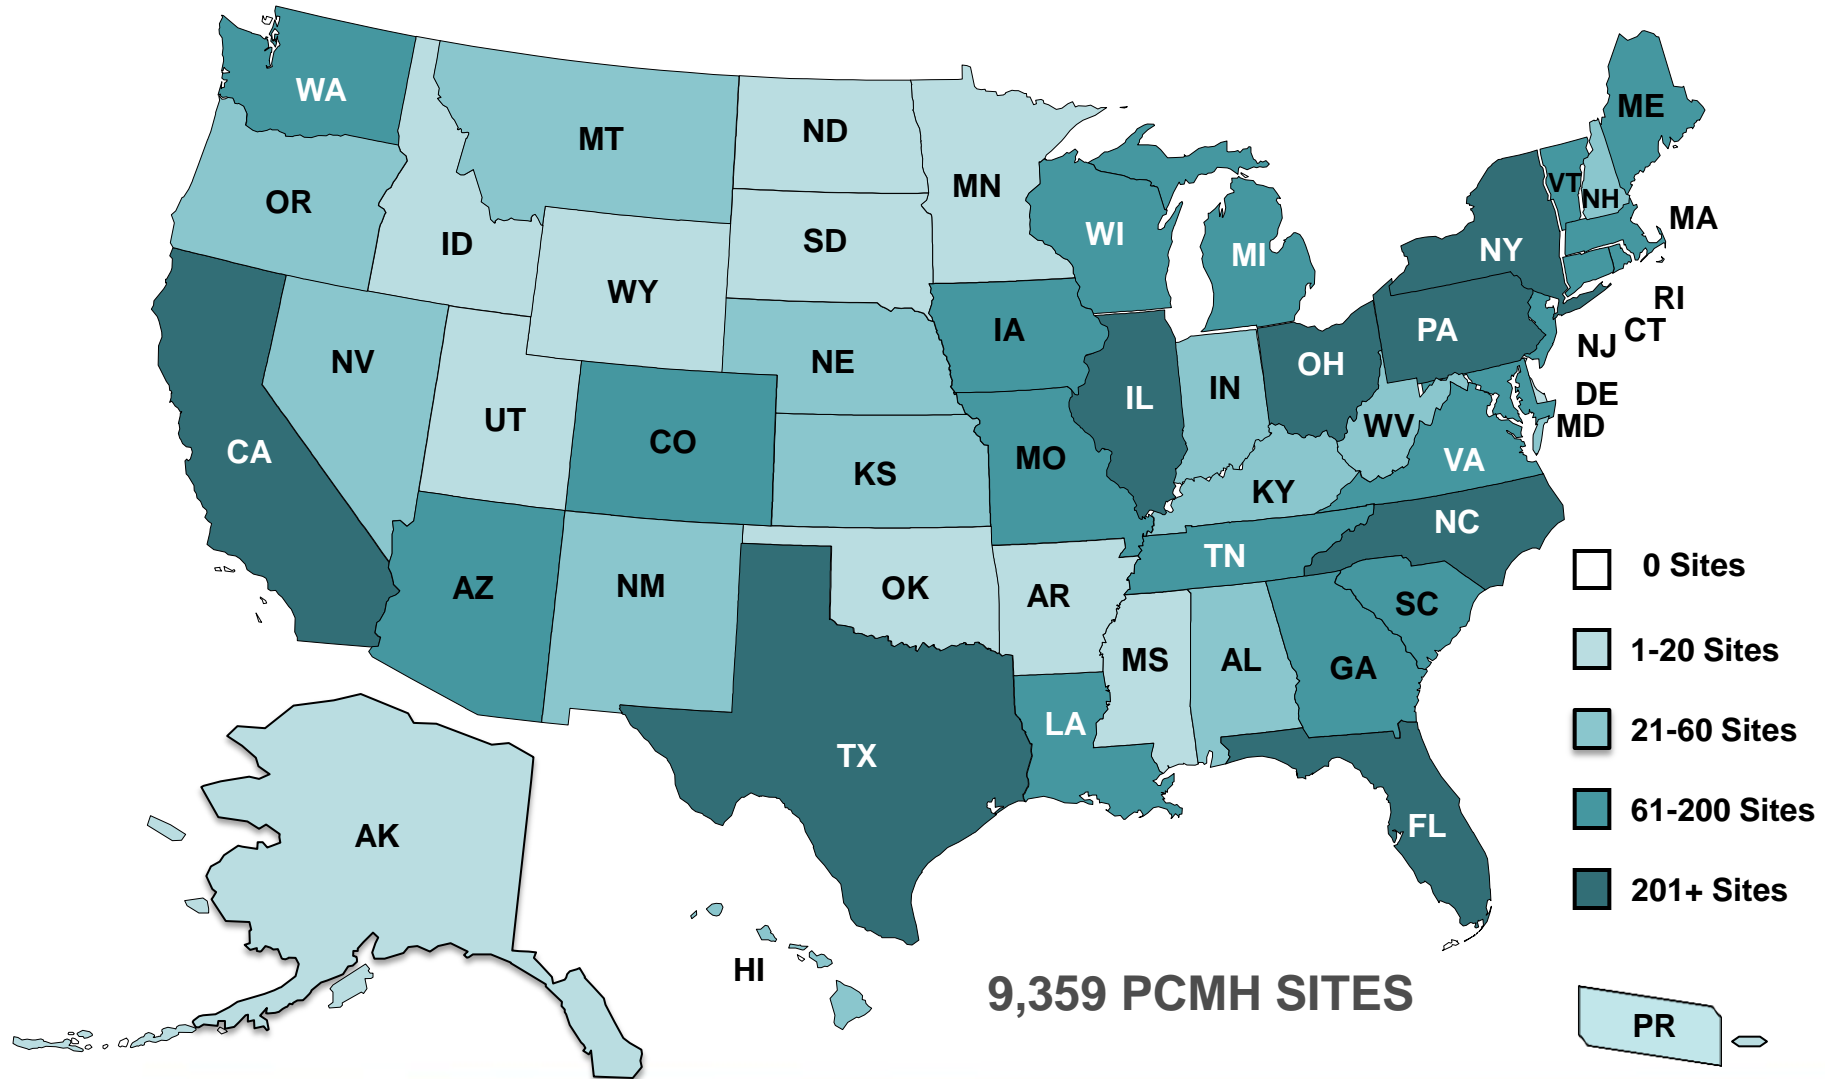 WA
MT
ND
MN
ME
OR
ID
SD
WI
MI
VT
NH
MA
NY
WY
IA
NE
PA
RI
CT
NJ
NV
UT
CO
IL
IN
OH
DE
WV
MD
CA
KS
MO
KY
VA
NC
AZ
NM
OK
AR
TN
SC
MS
AL
GA
LA
TX
FL
AK
HI
0 Sites
1-20 Sites
21-60 Sites
61-200 Sites
201+ Sites
9,359 PCMH SITES
PR